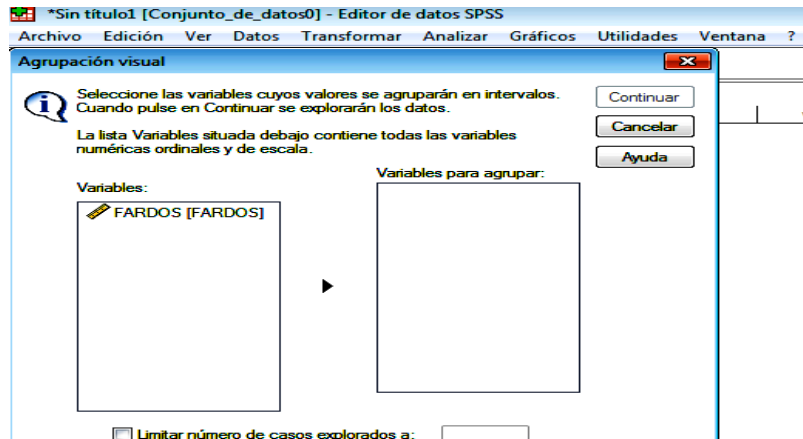 *Sin título1 [Conjunto_de_datos0] - Editor de datos SPSS
Archivo Edición Ver Datos Transformar Analizar Gráficos Utilidades Ventana ?
Agrupación visual
Seleccione las variables cuyos valores se agruparán en intervalos.
Cuando pulse en Continuar se explorarán los datos.
La lista Variables situada debajo contiene todas las variables
numéricas ordinales y de escala.
Continuar
Cancelar
Ayuda
Variables:
FARDOS [FARDOS]
Variables para agrupar:
Limitar número de casos explorados a: